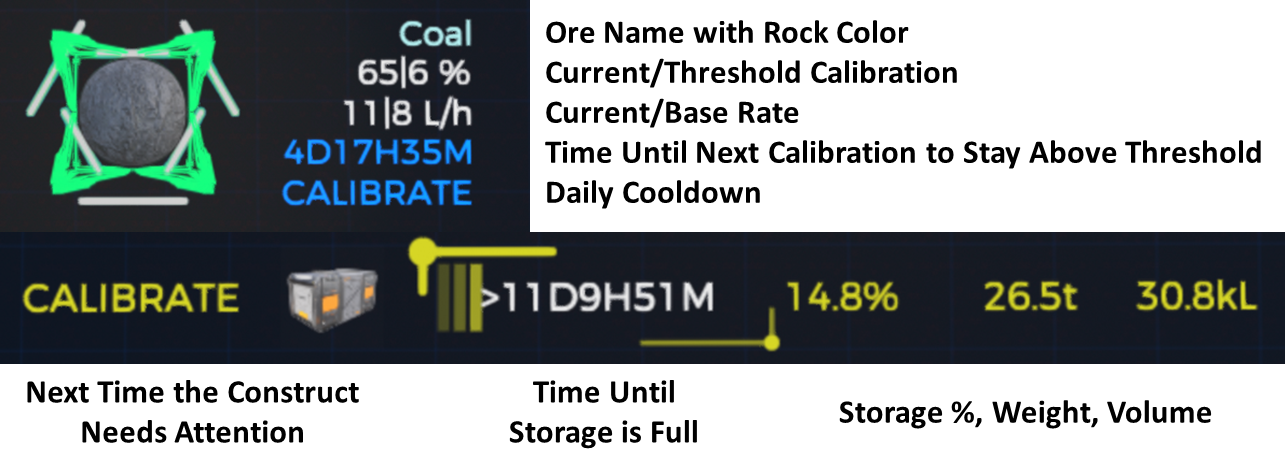 Coal
65|6 %
11|8 L/h
4D17H35M
CALIBRATE
Ore Name with Rock Color
Current/Threshold Calibration
Current/Base Rate
Time Until Next Calibration to Stay Above Threshold
Daily Cooldown
CALIBRATE >11D9H51M 14.8% 26.5t 30.8kL
Next Time the Construct
Needs Attention
Time Until
Storage is Full
Storage %, Weight, Volume